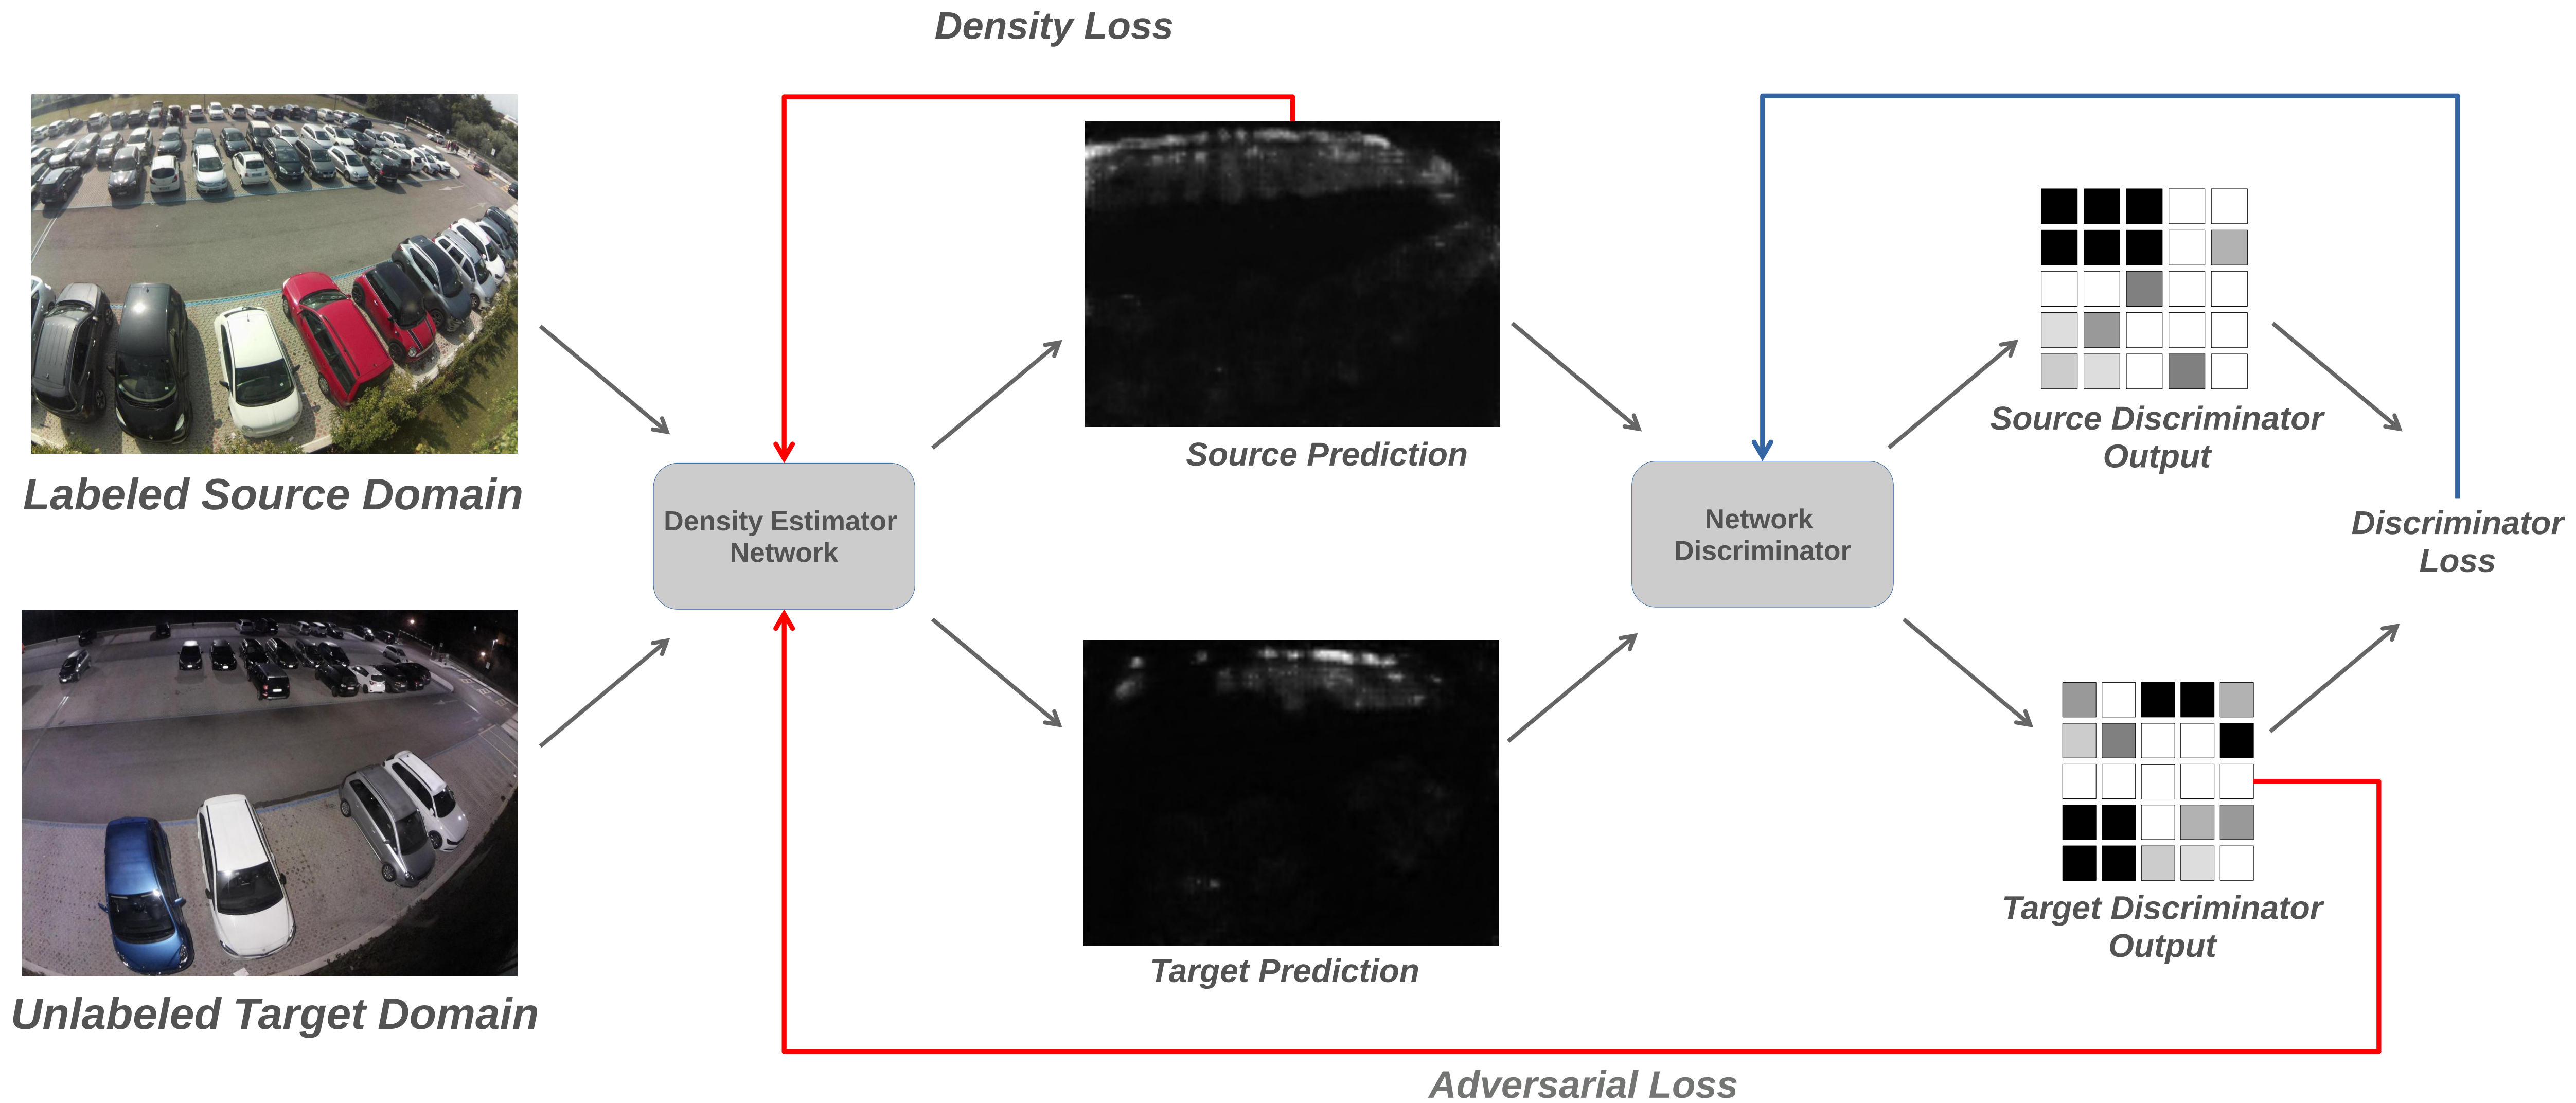 Density Loss
Labeled Source Domain
Source Prediction
Source Discriminator
Output
Density Estimator
Network
Network
Discriminator
Discriminator
Loss
Unlabeled Target Domain
Target Prediction
Target Discriminator
Output
Adversarial Loss